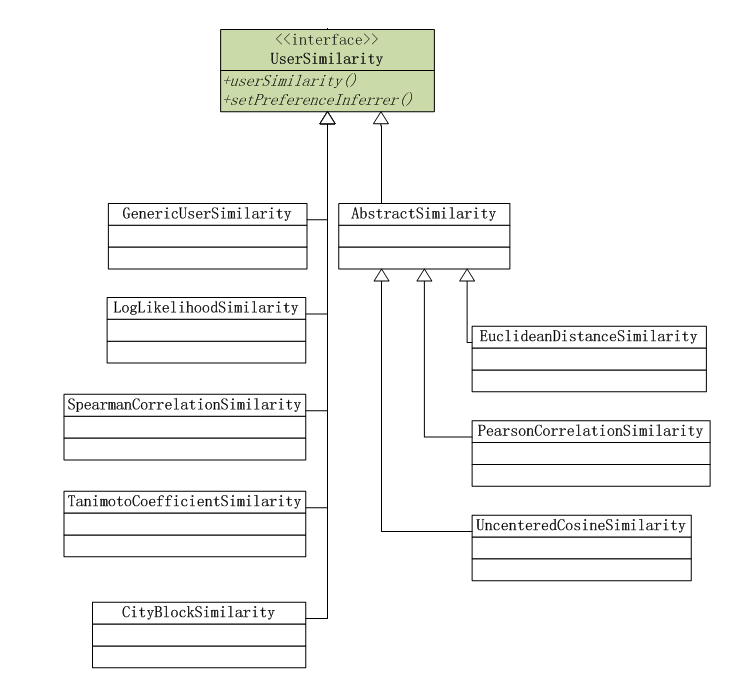 <<interface>>
UserSimilarity
+userSimilarity()
+setPreferenceInferrer()
GenericUserSimilarity
AbstractSimilarity
LogLikelihoodSimilarity
EuclideanDistanceSimilarity
SpearmanCorrelationSimilarity
PearsonCorrelationSimilarity
TanimotoCoefficientSimilarity
UncenteredCosineSimilarity
CityBlockSimilarity